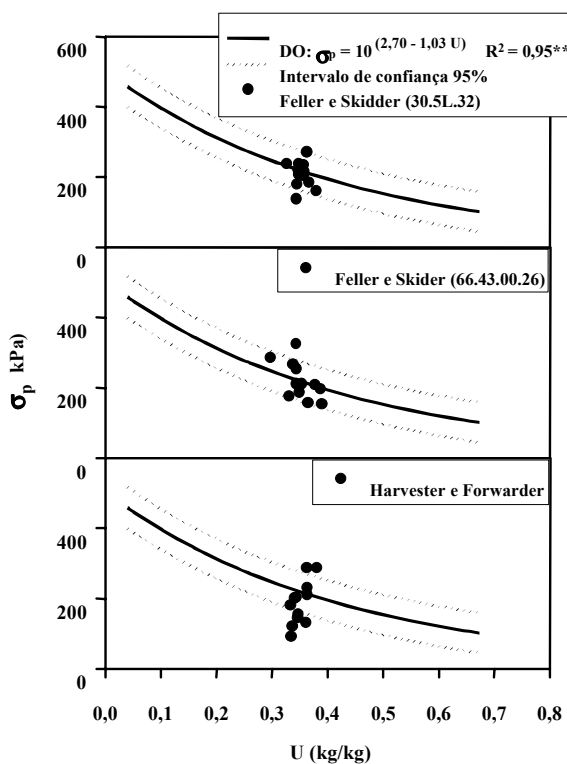 DO: σp = 10 (2,70 - 1,03 U) R2 = 0,95**
Intervalo de confiança 95%
Feller e Skidder (30.5L.32)
600
400
200
0
Feller e Skider (66.43.00.26)
400
200
0
Harvester e Forwarder
400
200
0
σp kPa)
0,0 0,1 0,2 0,3 0,4 0,5 0,6 0,7 0,8
U (kg/kg)